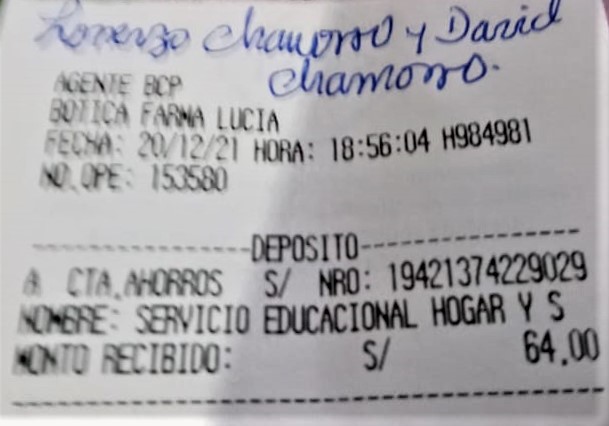 Lorenzo Chamorro y David
Chamorro.
AGENTE BCP
BOTICA FARMA LUCIA
FECHA: 20/12/21 HORA: 18:56:04 H984981
NO.OPE: 153580
---------------DEPOSITO---------------
A CTA.AHORROS S/ NRO: 19421374229029
NOMBRE: SERVICIO EDUCACIONAL HOGAR Y S
MONTO RECIBIDO: S/ 64.00
--------------------------------------